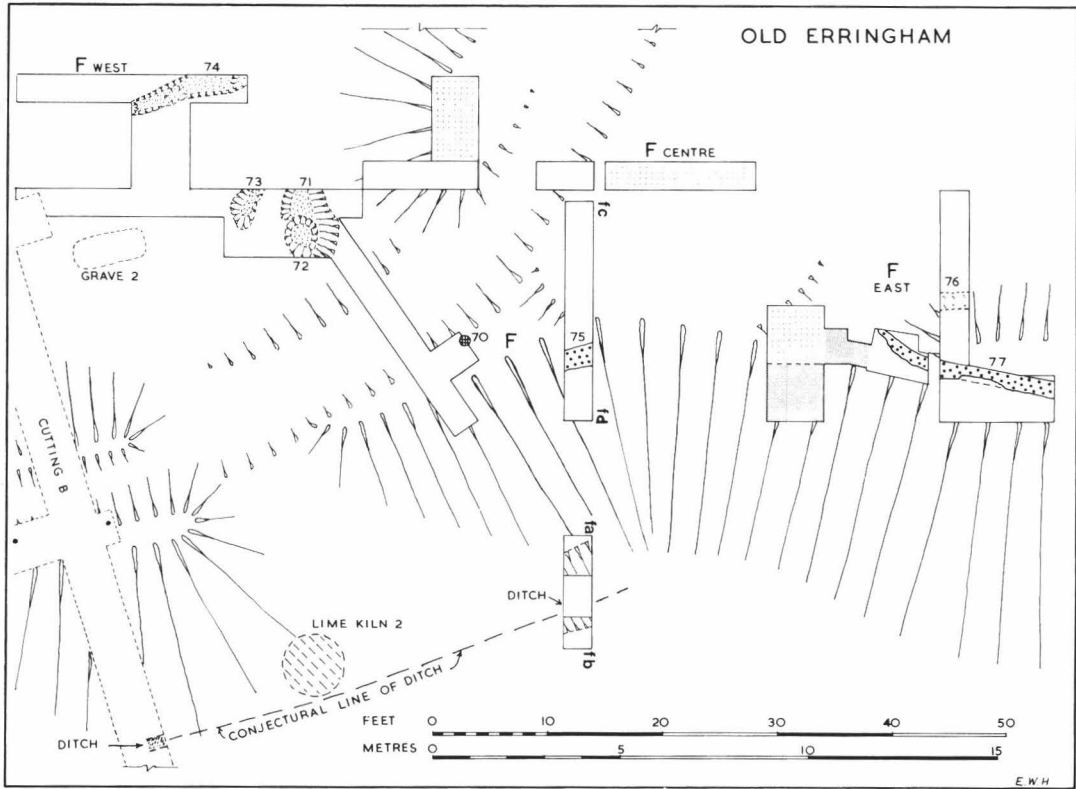 OLD ERRINGHAM
F WEST
74
F CENTRE
73
71
72
fc
GRAVE 2
F EAST
76
70
F
75
77
fd
CUTTING B
fa
DITCH
LIME KILN 2
fb
CONJECTURAL LINE OF DITCH
DITCH
FEET 0 10 20 30 40 50
METRES 0 5 10 15
E.W.H